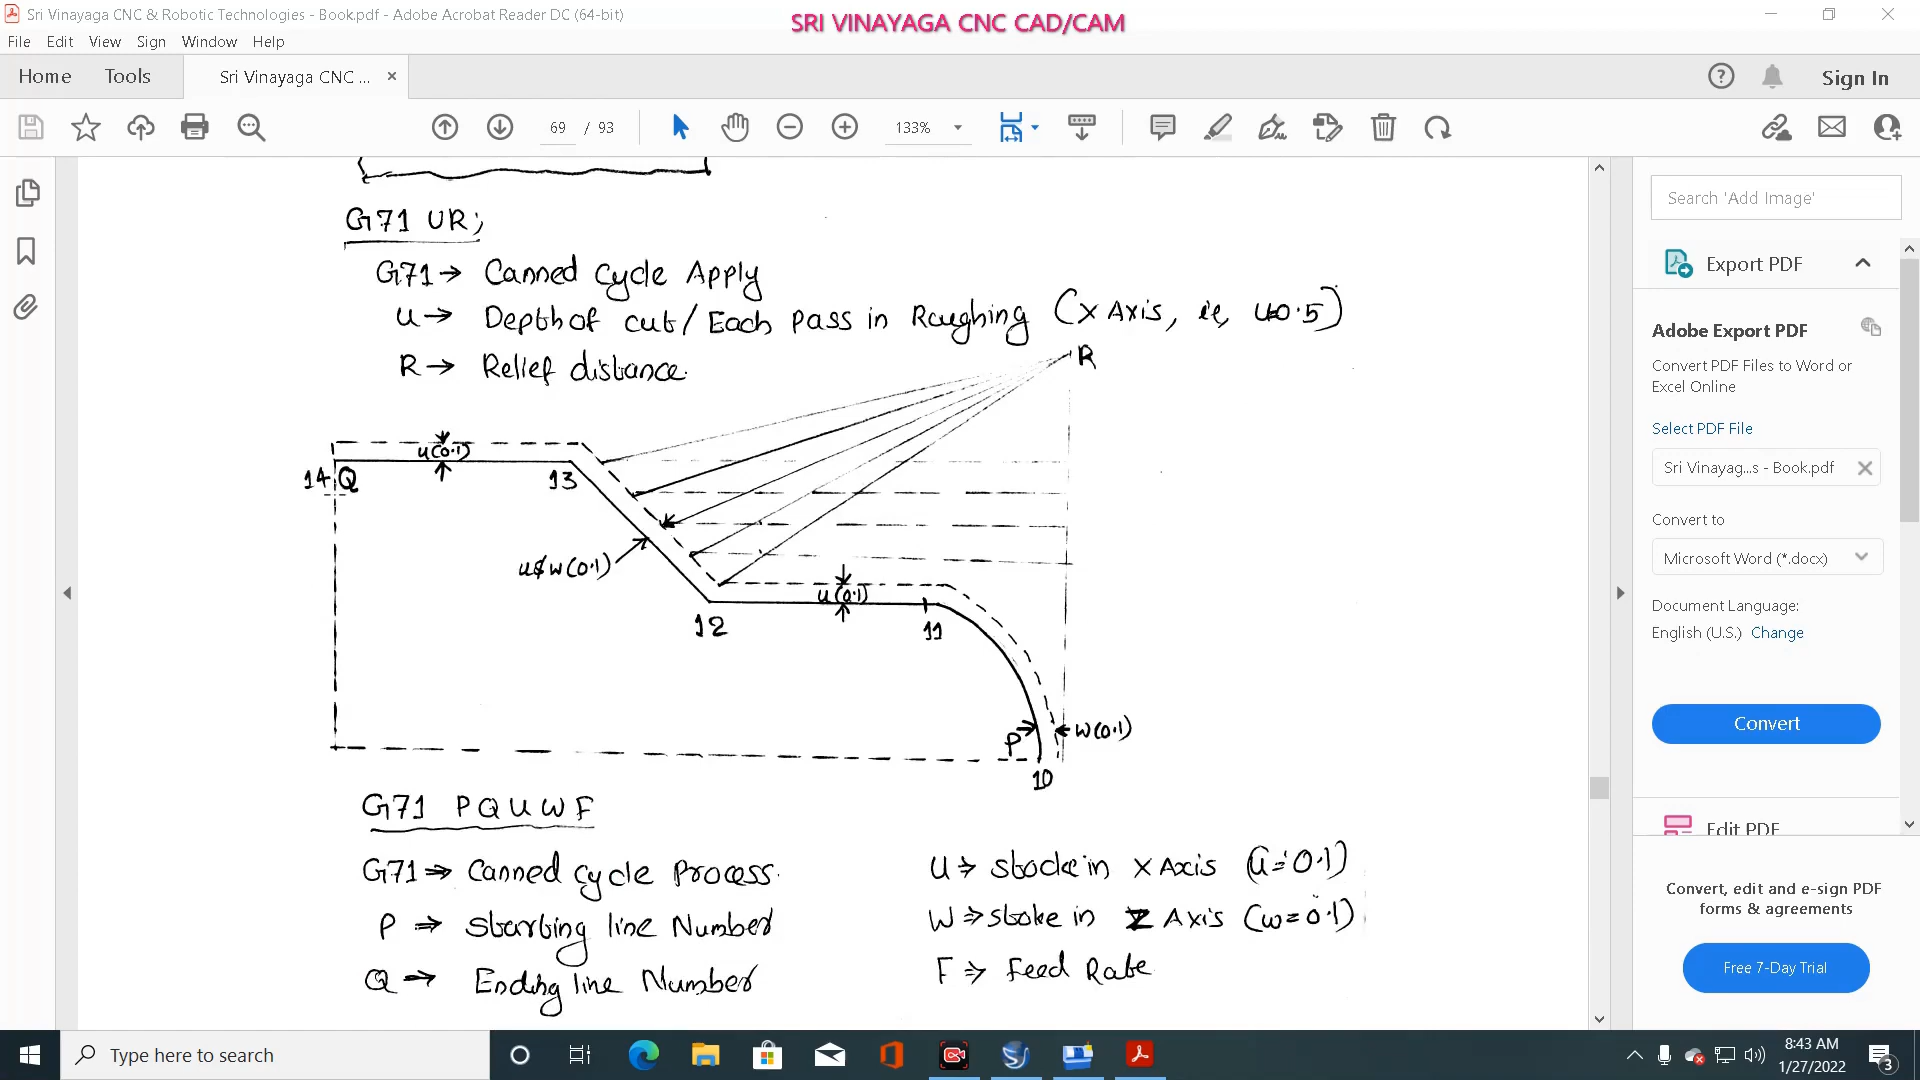 Sri Vinayaga CNC & Robotic Technologies - Book.pdf - Adobe Acrobat Reader DC (64-bit)
SRI VINAYAGA CNC CAD/CAM
File Edit View Sign Window Help
Home Tools Sri Vinayaga CNC ... × Sign In
69 / 93 133%
G71 UR;
G71 → Canned Cycle Apply
U → Depth of cut / Each Pass in Roughing (X Axis, ie, U=0.5)
R → Relief distance.
R
U(0.1)
14 Q 13
U&W(0.1)
U(0.1)
12 11
P W(0.1)
10
G71 P Q U W F
G71 ⇒ Canned cycle Process.
P ⇒ Starting line Number
Q → Ending line Number
U ⇒ stocke in X Axis (U=0.1)
W ⇒ stoke in Z Axis (W=0.1)
F ⇒ Feed Rate
Search 'Add Image'
Export PDF
Adobe Export PDF
Convert PDF Files to Word or
Excel Online
Select PDF File
Sri Vinayag...s - Book.pdf
Convert to
Microsoft Word (*.docx)
Document Language:
English (U.S.) Change
Convert
Edit PDF
Convert, edit and e-sign PDF
forms & agreements
Free 7-Day Trial
Type here to search
8:43 AM
1/27/2022
3